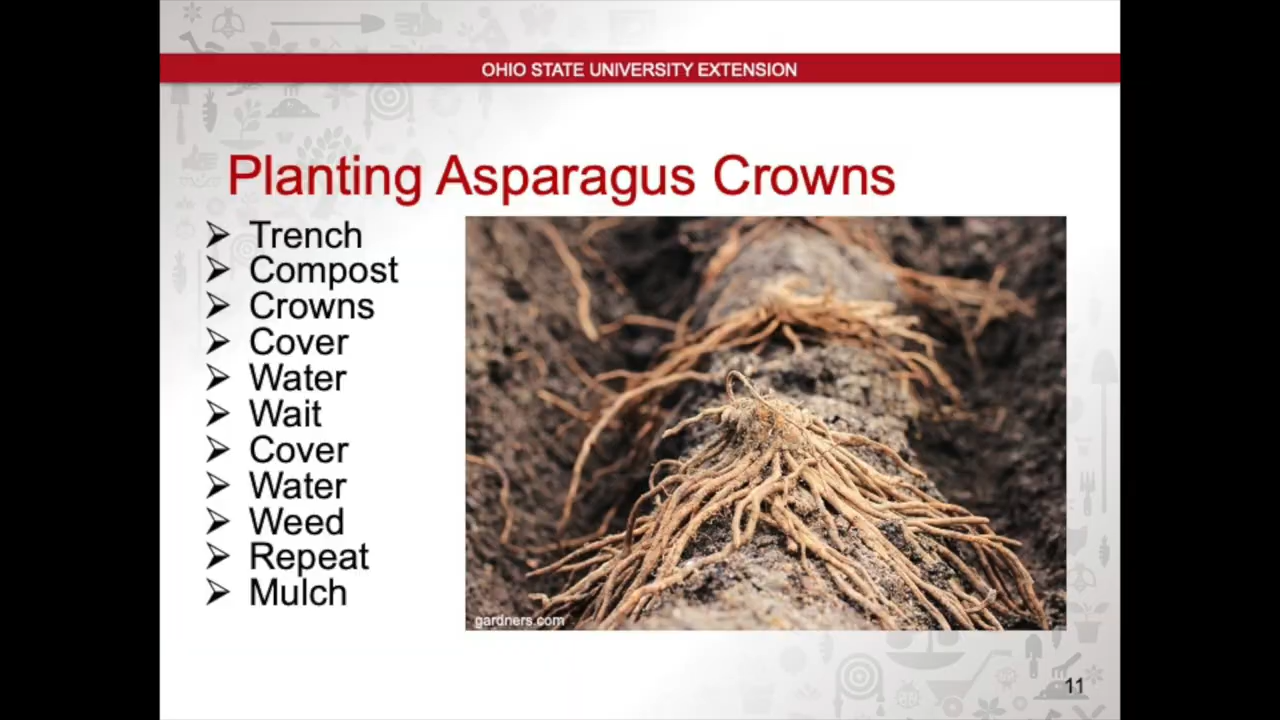 OHIO STATE UNIVERSITY EXTENSION
Planting Asparagus Crowns
Trench
Compost
Crowns
Cover
Water
Wait
Cover
Water
Weed
Repeat
Mulch
gardners.com
11